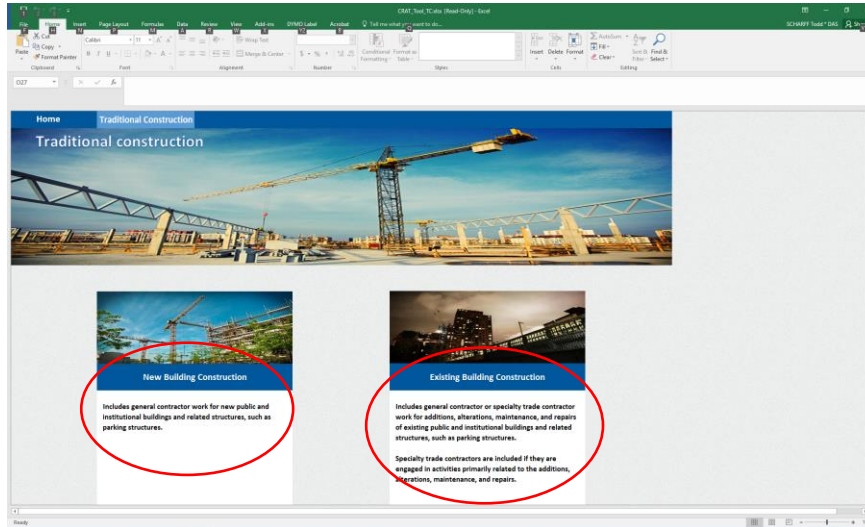 CRAT_Tool_TC.xlsx [Read-Only] - Excel
SCHARFF Todd * DAS
File Home Insert Page Layout Formulas Data Review View Add-ins DYMO Label Acrobat Tell me what you want to do...
Cut
Copy
Format Painter
Paste
Calibri 11
Wrap Text
Merge & Center
Conditional Formatting
Format as Table
Insert Delete Format
AutoSum
Fill
Clear
Sort & Filter
Find & Select
Clipboard Font Alignment Number Styles Cells Editing
O27
Home Traditional Construction
Traditional construction
New Building Construction
Includes general contractor work for new public and
institutional buildings and related structures, such as
parking structures.
Existing Building Construction
Includes general contractor or specialty trade contractor
work for additions, alterations, maintenance, and repairs
of existing public and institutional buildings and related
structures, such as parking structures.
Specialty trade contractors are included if they are
engaged in activities primarily related to the additions,
alterations, maintenance, and repairs.
Ready